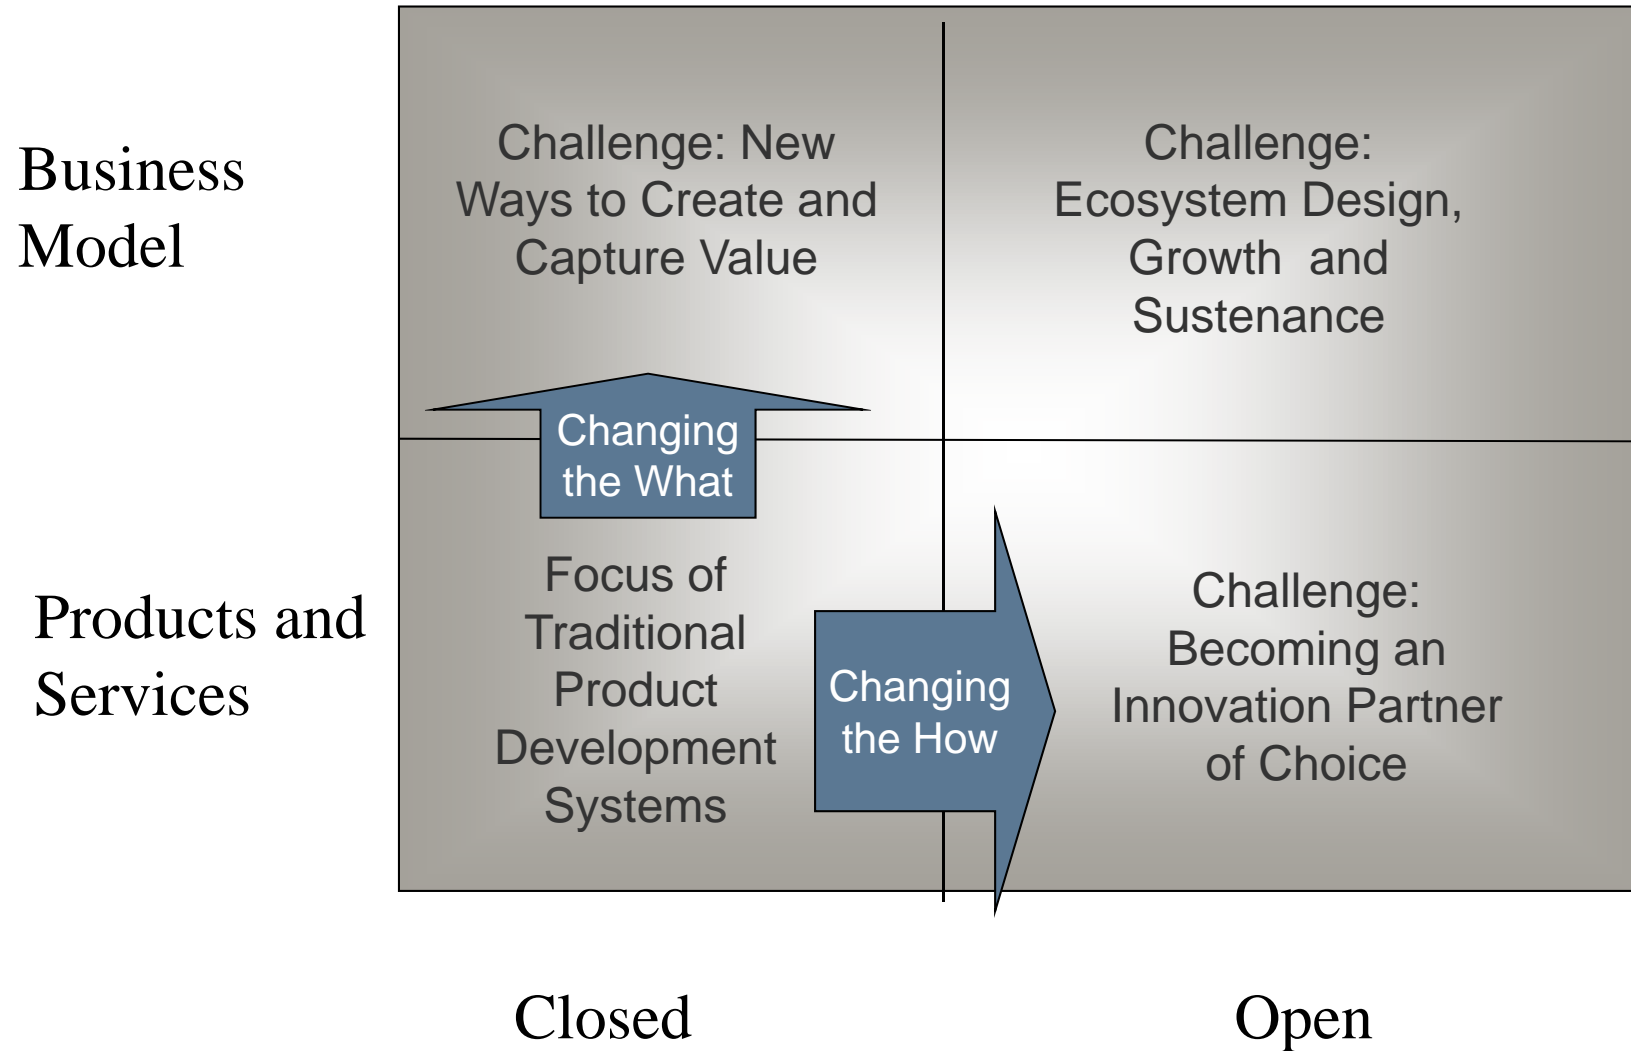 Business
Model
Challenge: New
Ways to Create and
Capture Value
Challenge:
Ecosystem Design,
Growth and
Sustenance
Changing
the What
Products and
Services
Focus of
Traditional
Product
Development
Systems
Changing
the How
Challenge:
Becoming an
Innovation Partner
of Choice
Closed
Open